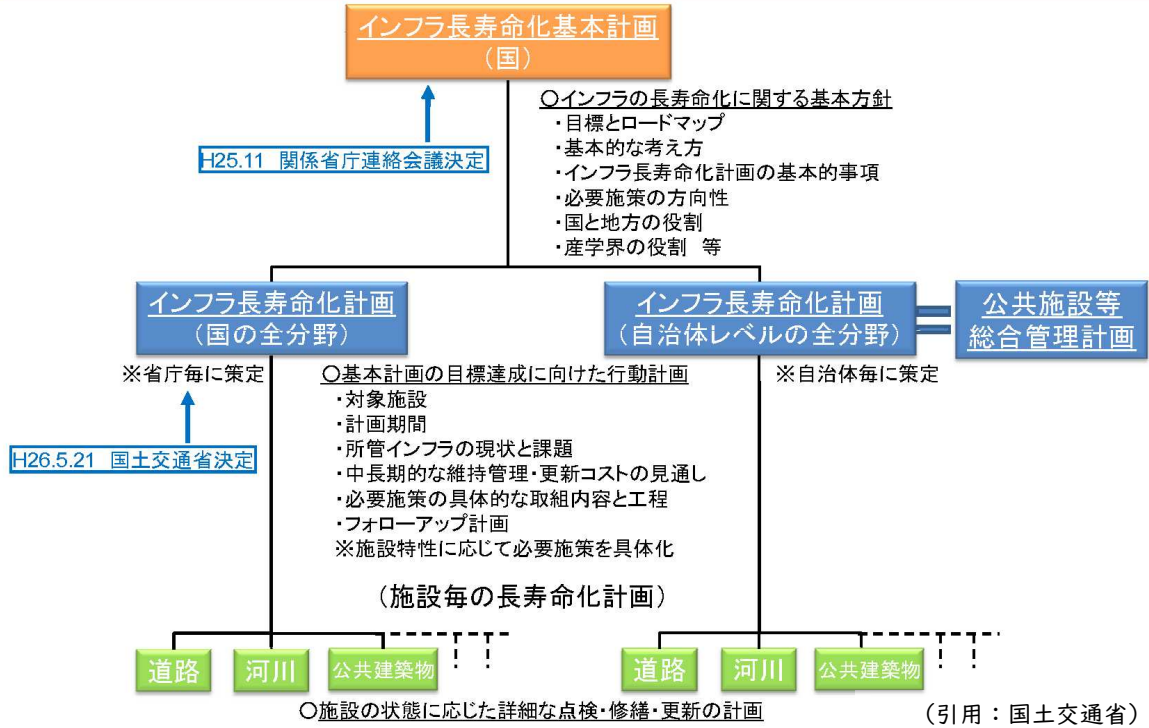 インフラ長寿命化基本計画
(国)
○インフラの長寿命化に関する基本方針
・目標とロードマップ
・基本的な考え方
・インフラ長寿命化計画の基本的事項
・必要施策の方向性
・国と地方の役割
・産学界の役割 等
H25.11 関係省庁連絡会議決定
インフラ長寿命化計画
(国の全分野)
インフラ長寿命化計画
(自治体レベルの全分野)
公共施設等
総合管理計画
※省庁毎に策定
○基本計画の目標達成に向けた行動計画
・対象施設
・計画期間
・所管インフラの現状と課題
・中長期的な維持管理・更新コストの見通し
・必要施策の具体的な取組内容と工程
・フォローアップ計画
※施設特性に応じて必要施策を具体化
※自治体毎に策定
H26.5.21 国土交通省決定
(施設毎の長寿命化計画)
道路
河川
公共建築物
道路
河川
公共建築物
○施設の状態に応じた詳細な点検・修繕・更新の計画
(引用:国土交通省)